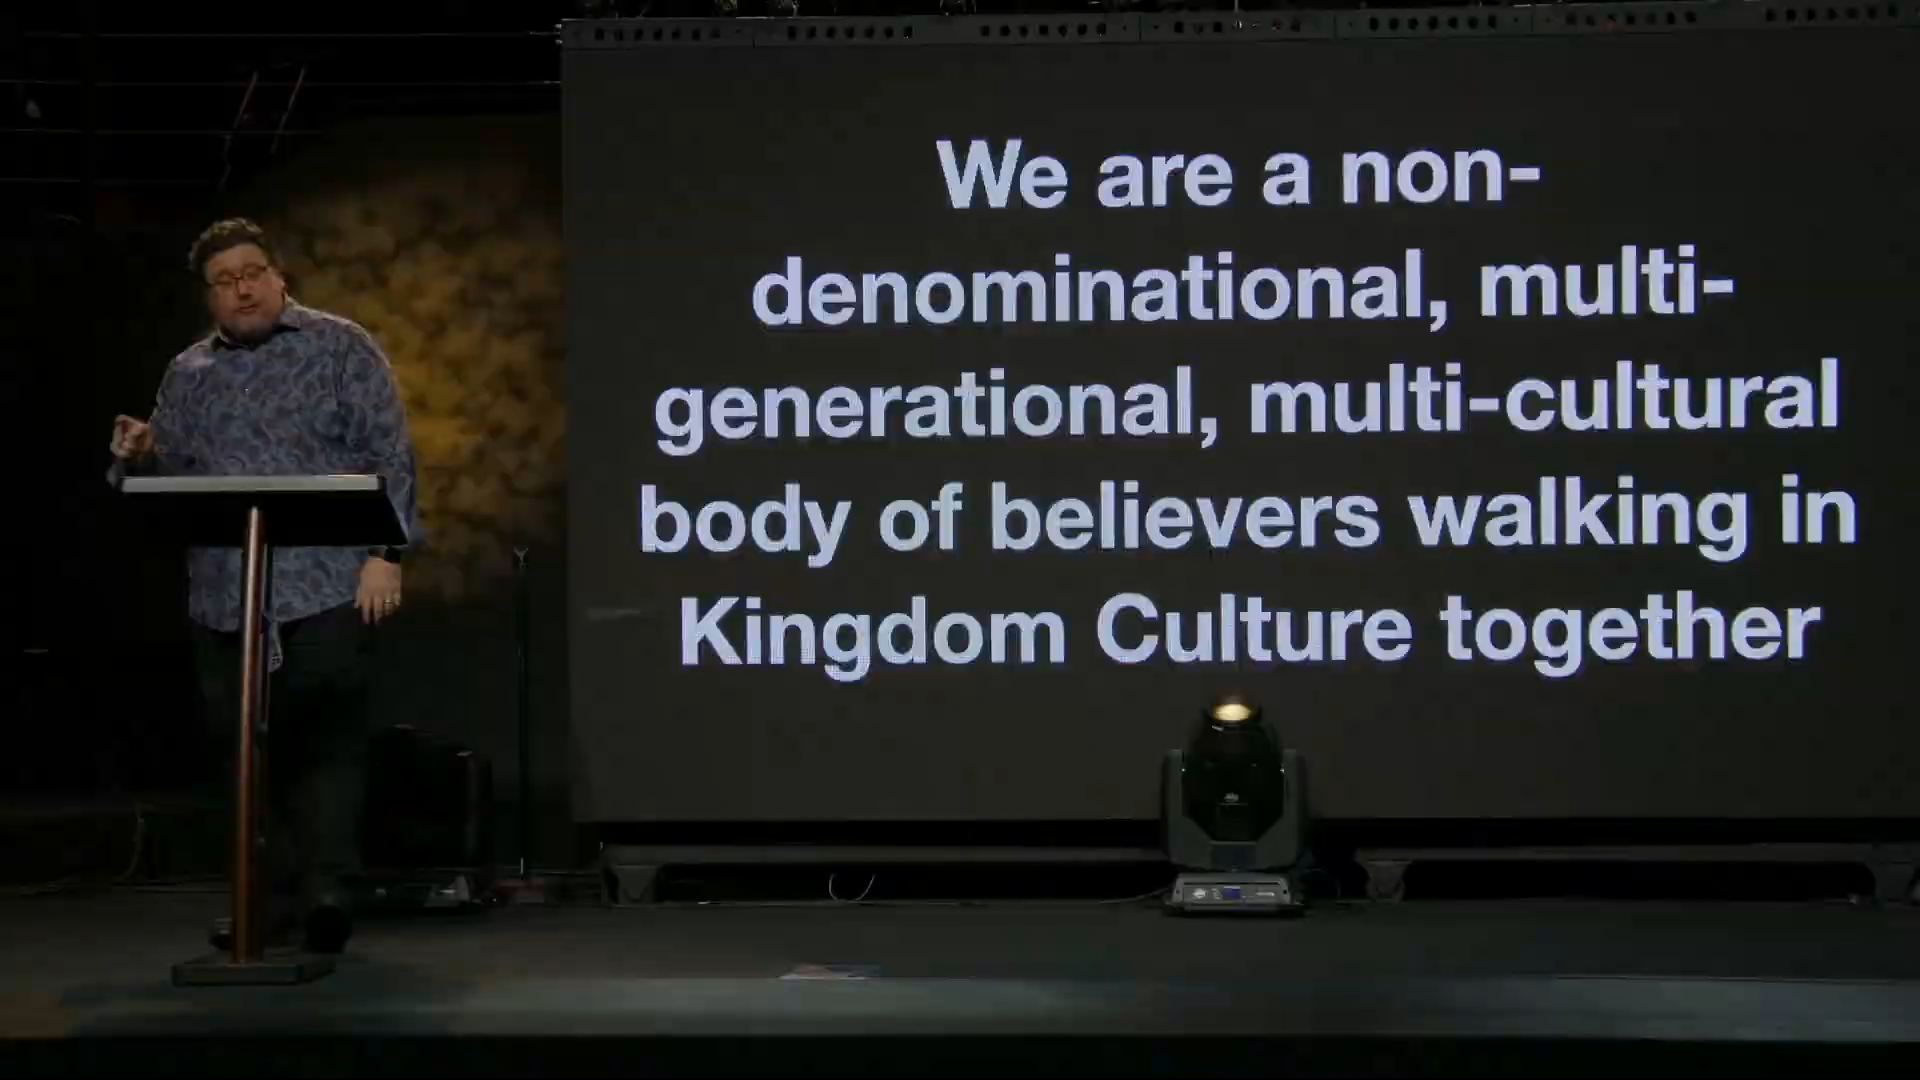 We are a non-
denominational, multi-
generational, multi-cultural
body of believers walking in
Kingdom Culture together